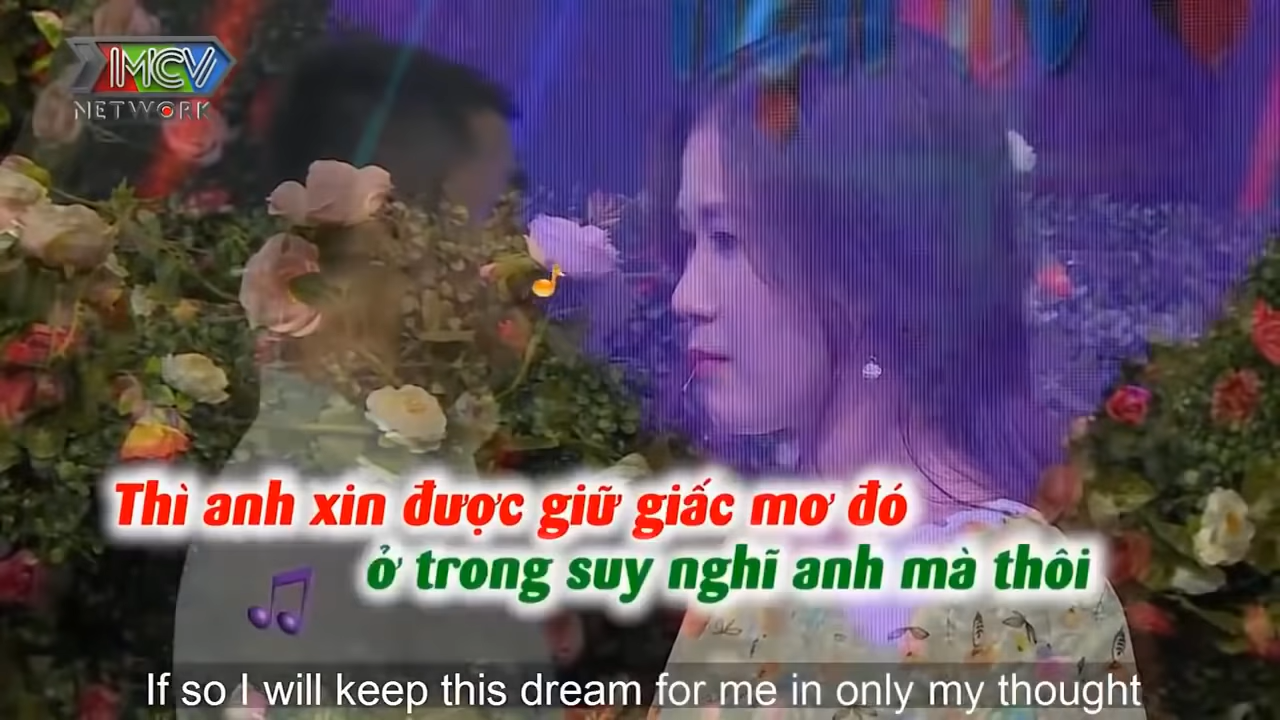 MCV
NETWORK
Thì anh xin được giữ giấc mơ đó
ở trong suy nghĩ anh mà thôi
If so I will keep this dream for me in only my thought